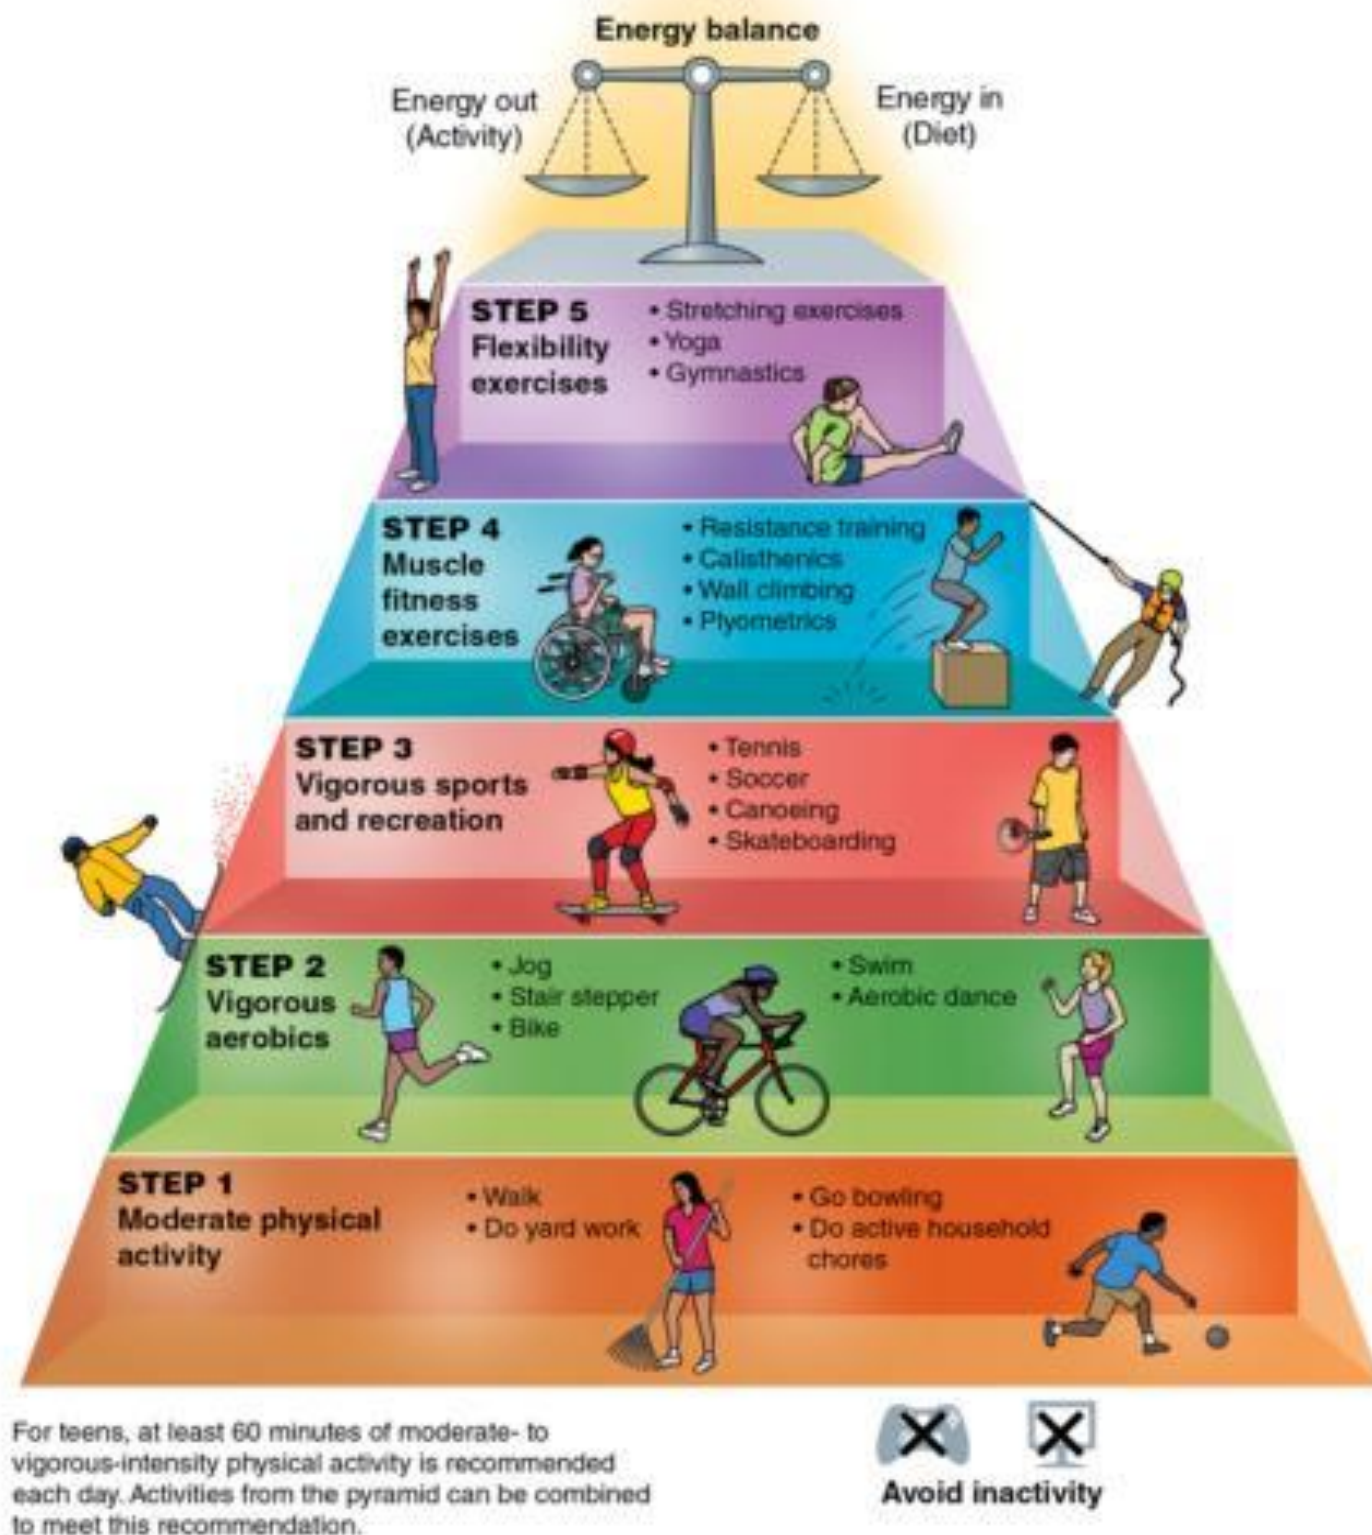 Energy balance
Energy out
(Activity)
Energy in
(Diet)
STEP 5
Flexibility
exercises
• Stretching exercises
• Yoga
• Gymnastics
STEP 4
Muscle
fitness
exercises
• Resistance training
• Calisthenics
• Wall climbing
• Plyometrics
STEP 3
Vigorous sports
and recreation
• Tennis
• Soccer
• Canoeing
• Skateboarding
STEP 2
Vigorous
aerobics
• Jog
• Stair stepper
• Bike
• Swim
• Aerobic dance
STEP 1
Moderate physical
activity
• Walk
• Do yard work
• Go bowling
• Do active household
chores
For teens, at least 60 minutes of moderate- to
vigorous-intensity physical activity is recommended
each day. Activities from the pyramid can be combined
to meet this recommendation.
Avoid inactivity